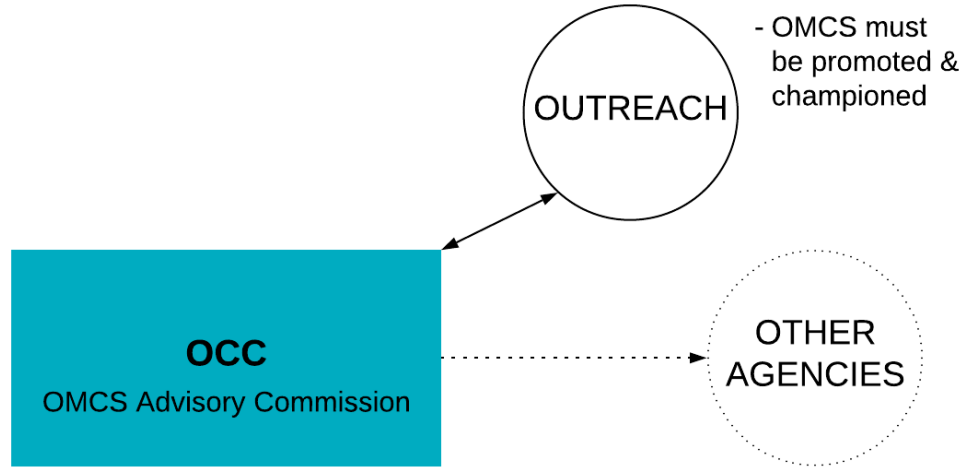 - OMCS must
be promoted &
championed
OUTREACH
OCC
OMCS Advisory Commission
OTHER
AGENCIES